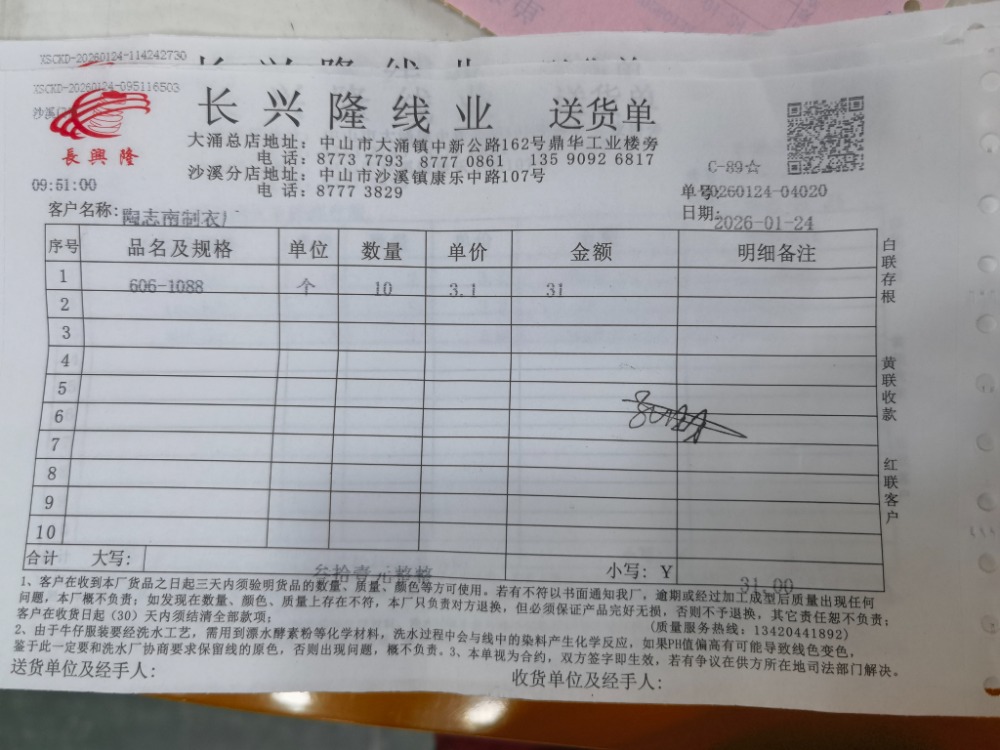 XSCKD-20260124-114242730
长兴隆线业
XSCKD-20260124-095116503
沙溪
長興隆
长兴隆线业 送货单
大涌总店地址：中山市大涌镇中新公路162号鼎华工业楼旁
电 话：8773 7793 8777 0861 135 9092 6817
沙溪分店地址：中山市沙溪镇康乐中路107号
电 话：8777 3829
C-89☆
09:51:00
单号:0260124-04020
客户名称:陶志南制衣厂
日期:2026-01-24
序号 品名及规格 单位 数量 单价 金额 明细备注
1 606-1088 个 10 3.1 31
2
3
4
5
6
7
8
9
10
合计 大写: 叁拾壹元整整 小写: Y 31.00
白联存根
黄联收款
红联客户
1、客户在收到本厂货品之日起三天内须验明货品的数量、质量、颜色等方可使用。若有不符以书面通知我厂，逾期或经过加工成型后质量出现任何
问题，本厂概不负责；如发现在数量、颜色、质量上存在不符，本厂只负责对方退换，但必须保证产品完好无损，否则不予退换，其它责任恕不负责；
客户在收货日起（30）天内须结清全部款项；
(质量服务热线：13420441892)
2、由于牛仔服装要经洗水工艺，需用到漂水酵素粉等化学材料，洗水过程中会与线中的染料产生化学反应，如果PH值偏高有可能导致线色变色，
鉴于此一定要和洗水厂协商要求保留线的原色，否则出现问题，概不负责。3、本单视为合约，双方签字即生效，若有争议在供方所在地司法部门解决。
送货单位及经手人：
收货单位及经手人：